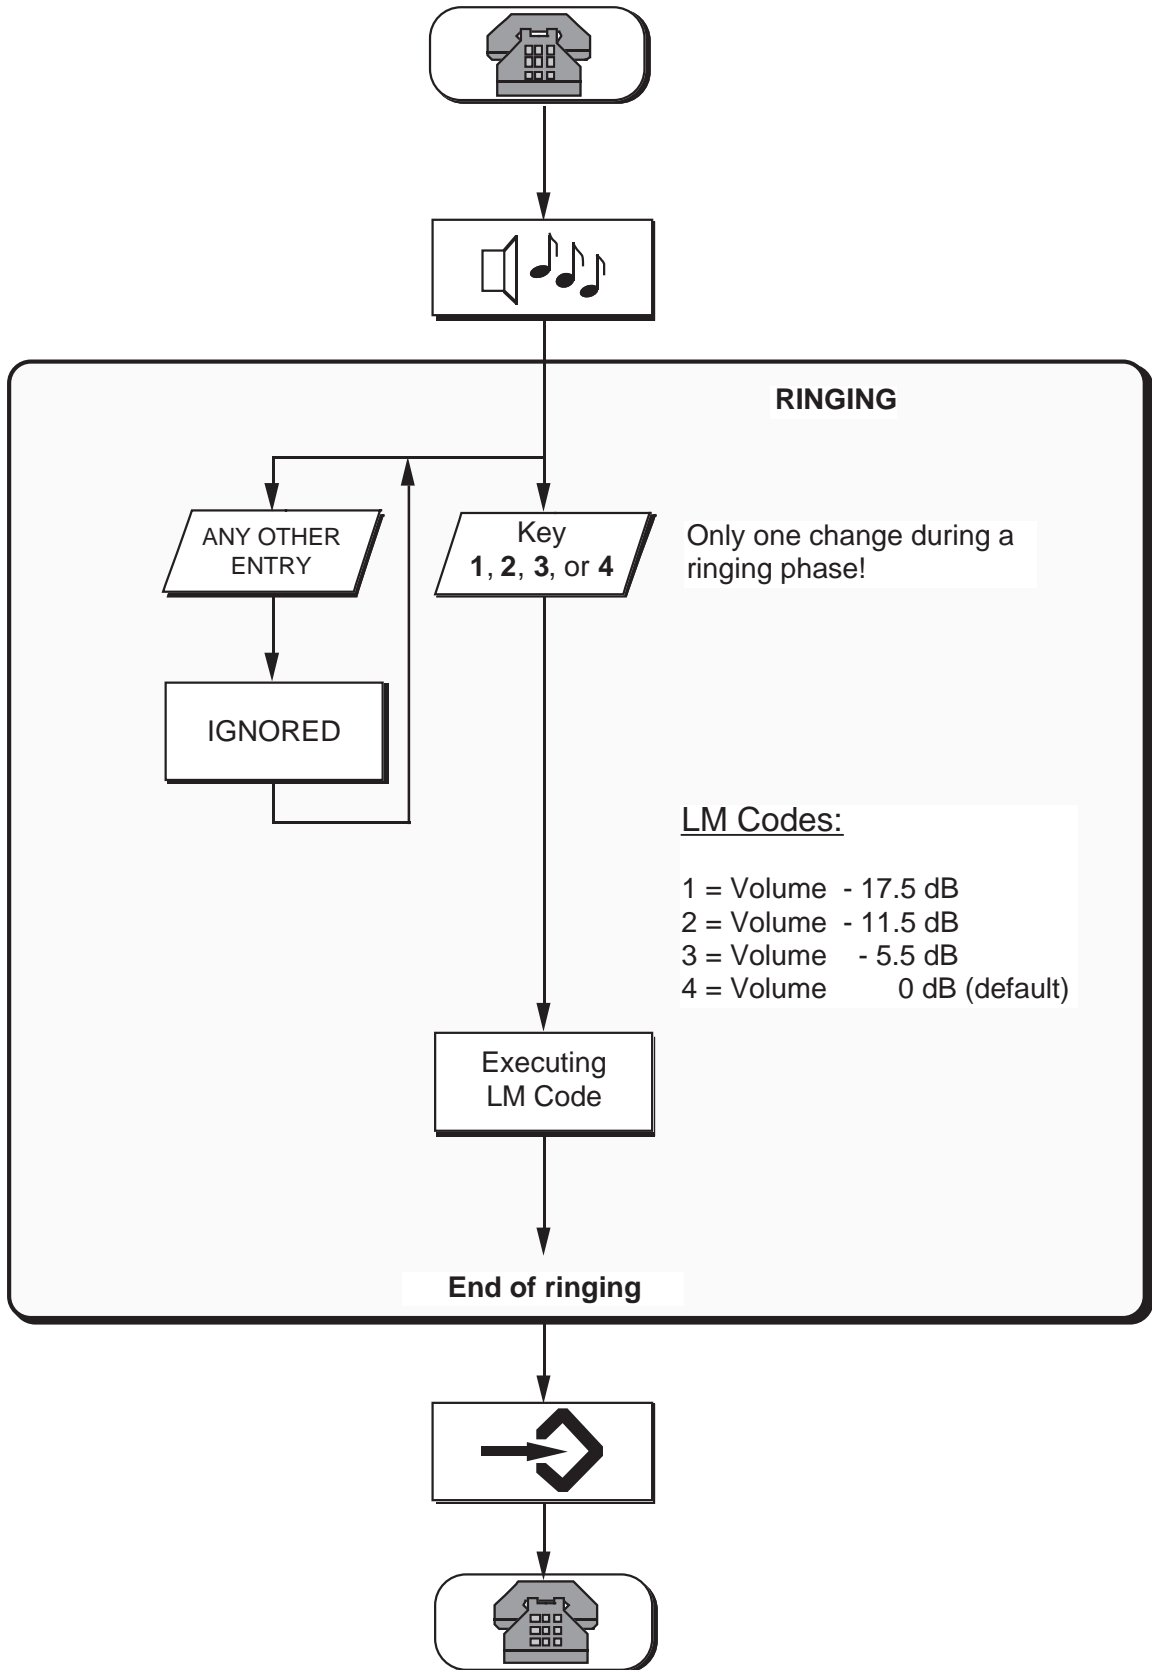 RINGING
ANY OTHER
ENTRY
Key
1, 2, 3, or 4
Only one change during a
ringing phase!
IGNORED
LM Codes:
1 = Volume - 17.5 dB
2 = Volume - 11.5 dB
3 = Volume - 5.5 dB
4 = Volume 0 dB (default)
Executing
LM Code
End of ringing